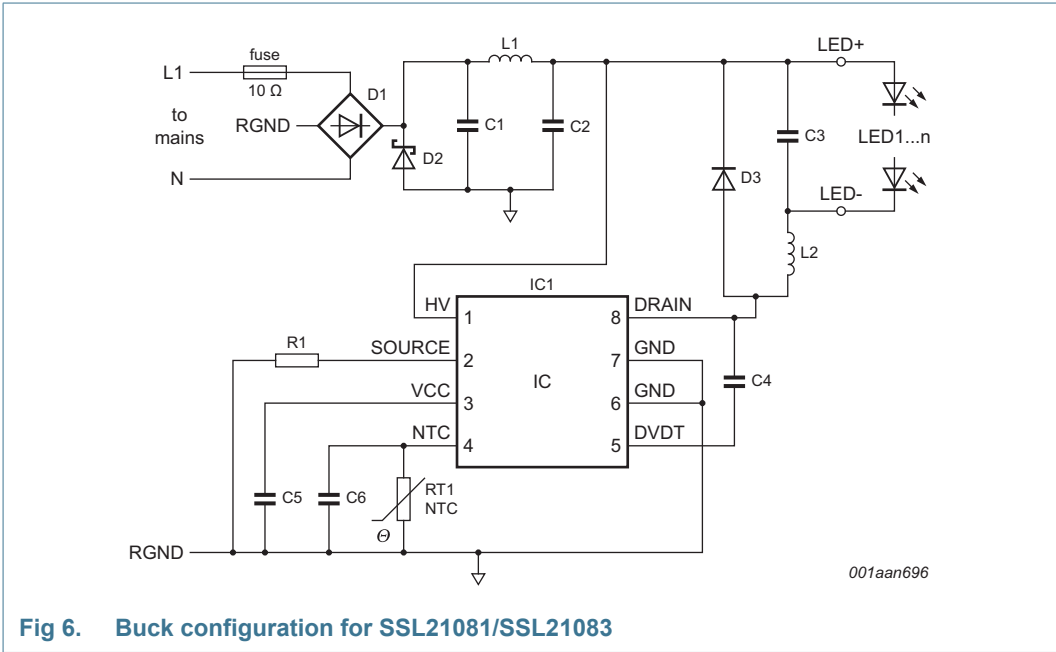 L1
fuse
10 Ω
to
mains
N
RGND
D1
D2
L1
C1
C2
LED+
C3
LED1...n
D3
LED-
L2
IC1
HV
1
R1
SOURCE
2
VCC
3
NTC
4
IC
DRAIN
8
GND
7
GND
6
DVDT
5
C4
C5
C6
RT1
NTC
Θ
RGND
001aan696
Fig 6. Buck configuration for SSL21081/SSL21083